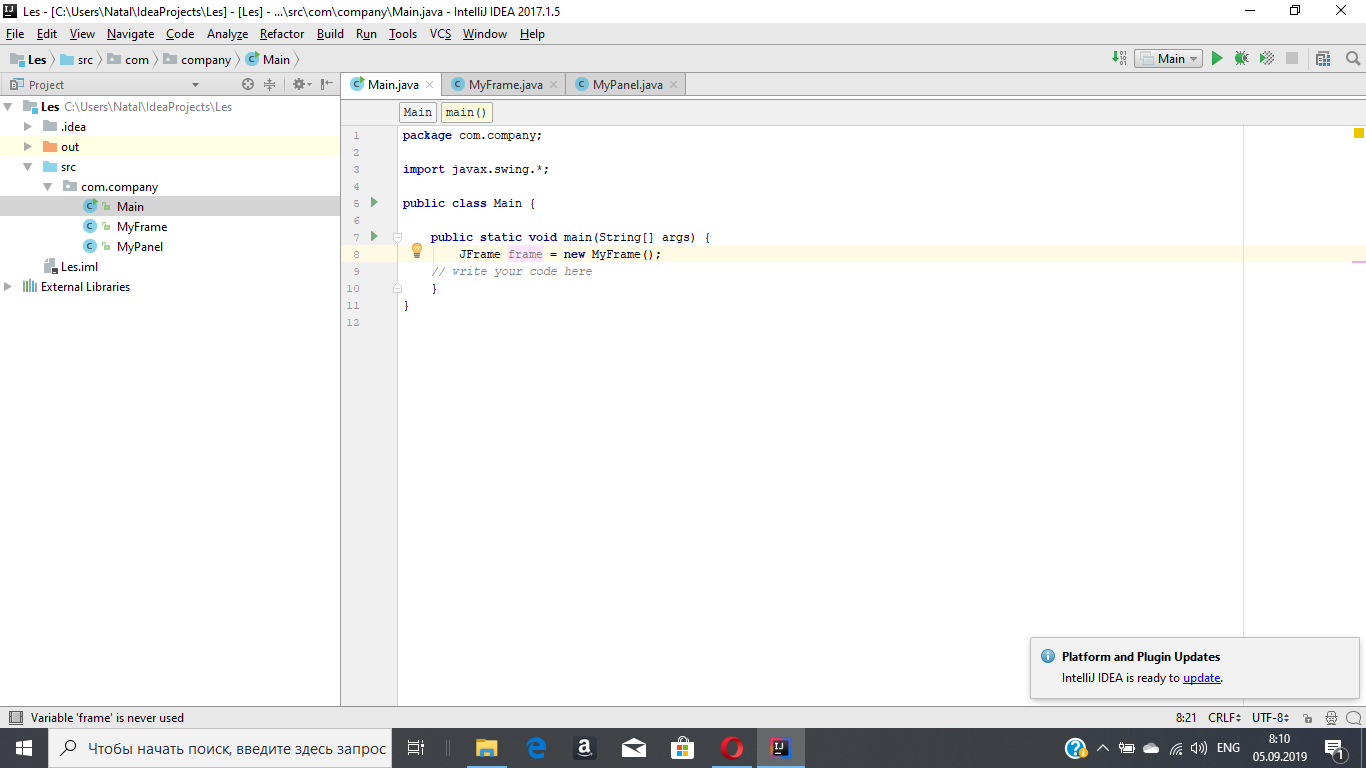 Les - [C:\Users\Natal\IdeaProjects\Les] - [Les] - ...\src\com\company\Main.java - IntelliJ IDEA 2017.1.5
File Edit View Navigate Code Analyze Refactor Build Run Tools VCS Window Help
Les src com company Main
Main
Project
Main.java MyFrame.java MyPanel.java
Les C:\Users\Natal\IdeaProjects\Les
.idea
out
src
com.company
Main
MyFrame
MyPanel
Les.iml
External Libraries
Main main()
1 package com.company;
2
3 import javax.swing.*;
4
5 public class Main {
6
7 public static void main(String[] args) {
8 JFrame frame = new MyFrame();
9 // write your code here
10 }
11 }
12
Platform and Plugin Updates
IntelliJ IDEA is ready to update.
Variable 'frame' is never used
8:21 CRLF UTF-8
Чтобы начать поиск, введите здесь запрос
ENG
8:10
05.09.2019
1